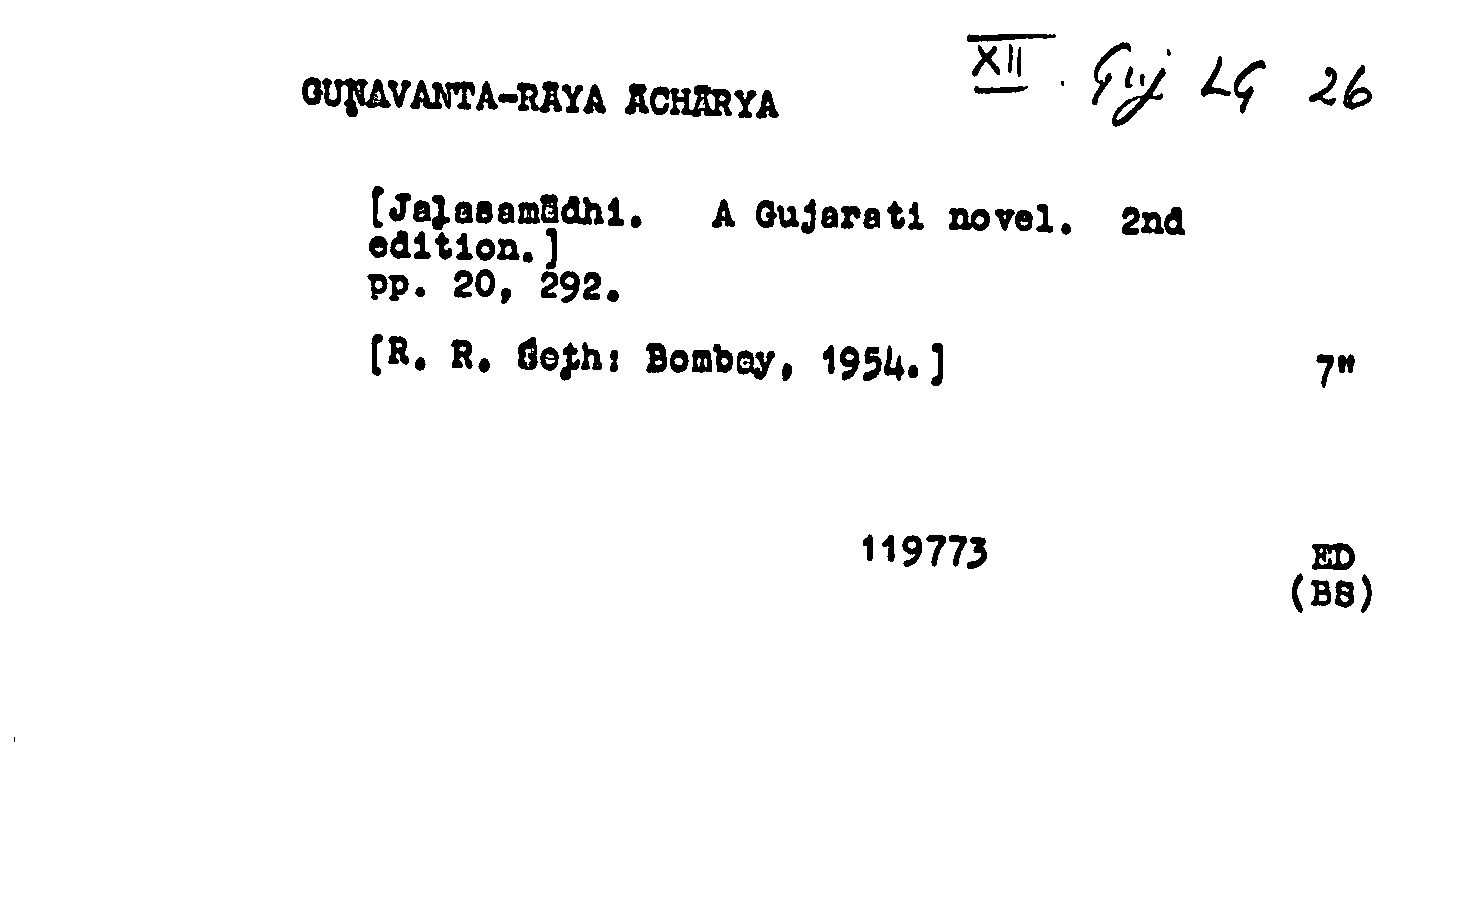 XII. Guj LG 26
GUṆAVANTA-RĀYA ĀCHĀRYA
[Jaḷasamādhi. A Gujarati novel. 2nd
edition.]
pp. 20, 292.
[R. R. Śeṭh: Bombay, 1954.] 7"
119773 ED
(BS)